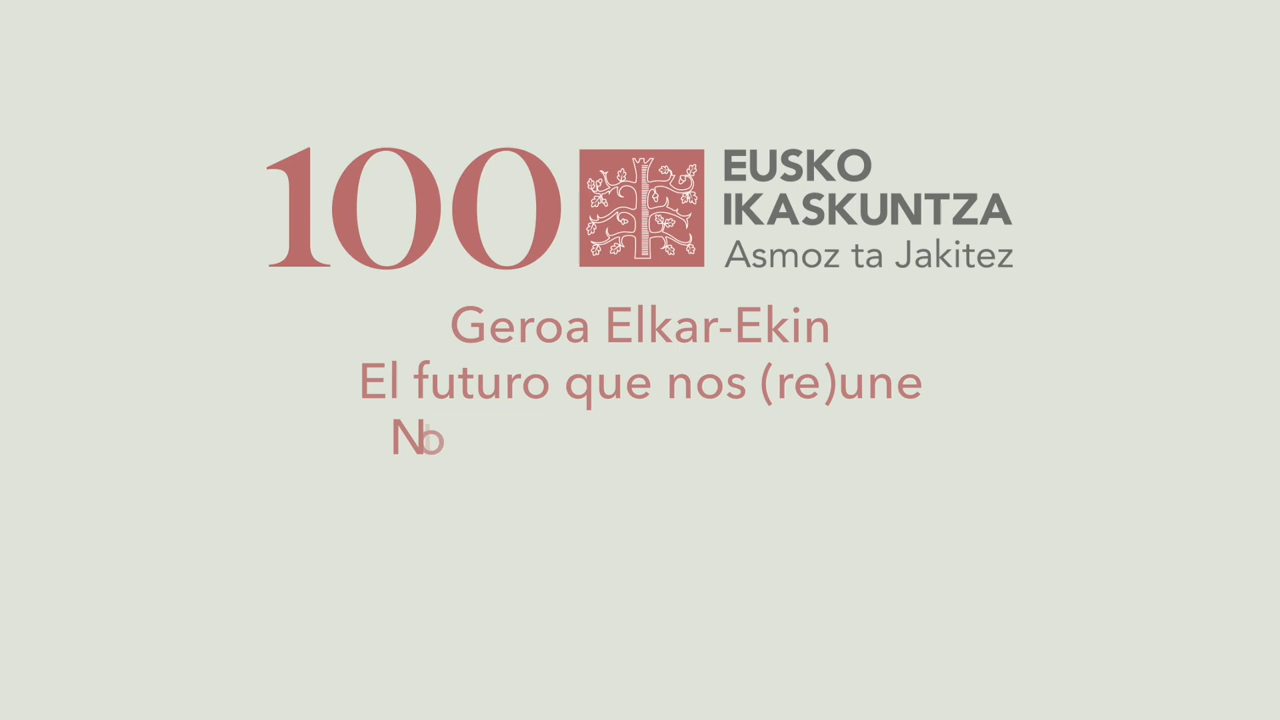 100
EUSKO
IKASKUNTZA
Asmoz ta Jakitez
Geroa Elkar-Ekin
El futuro que nos (re)une